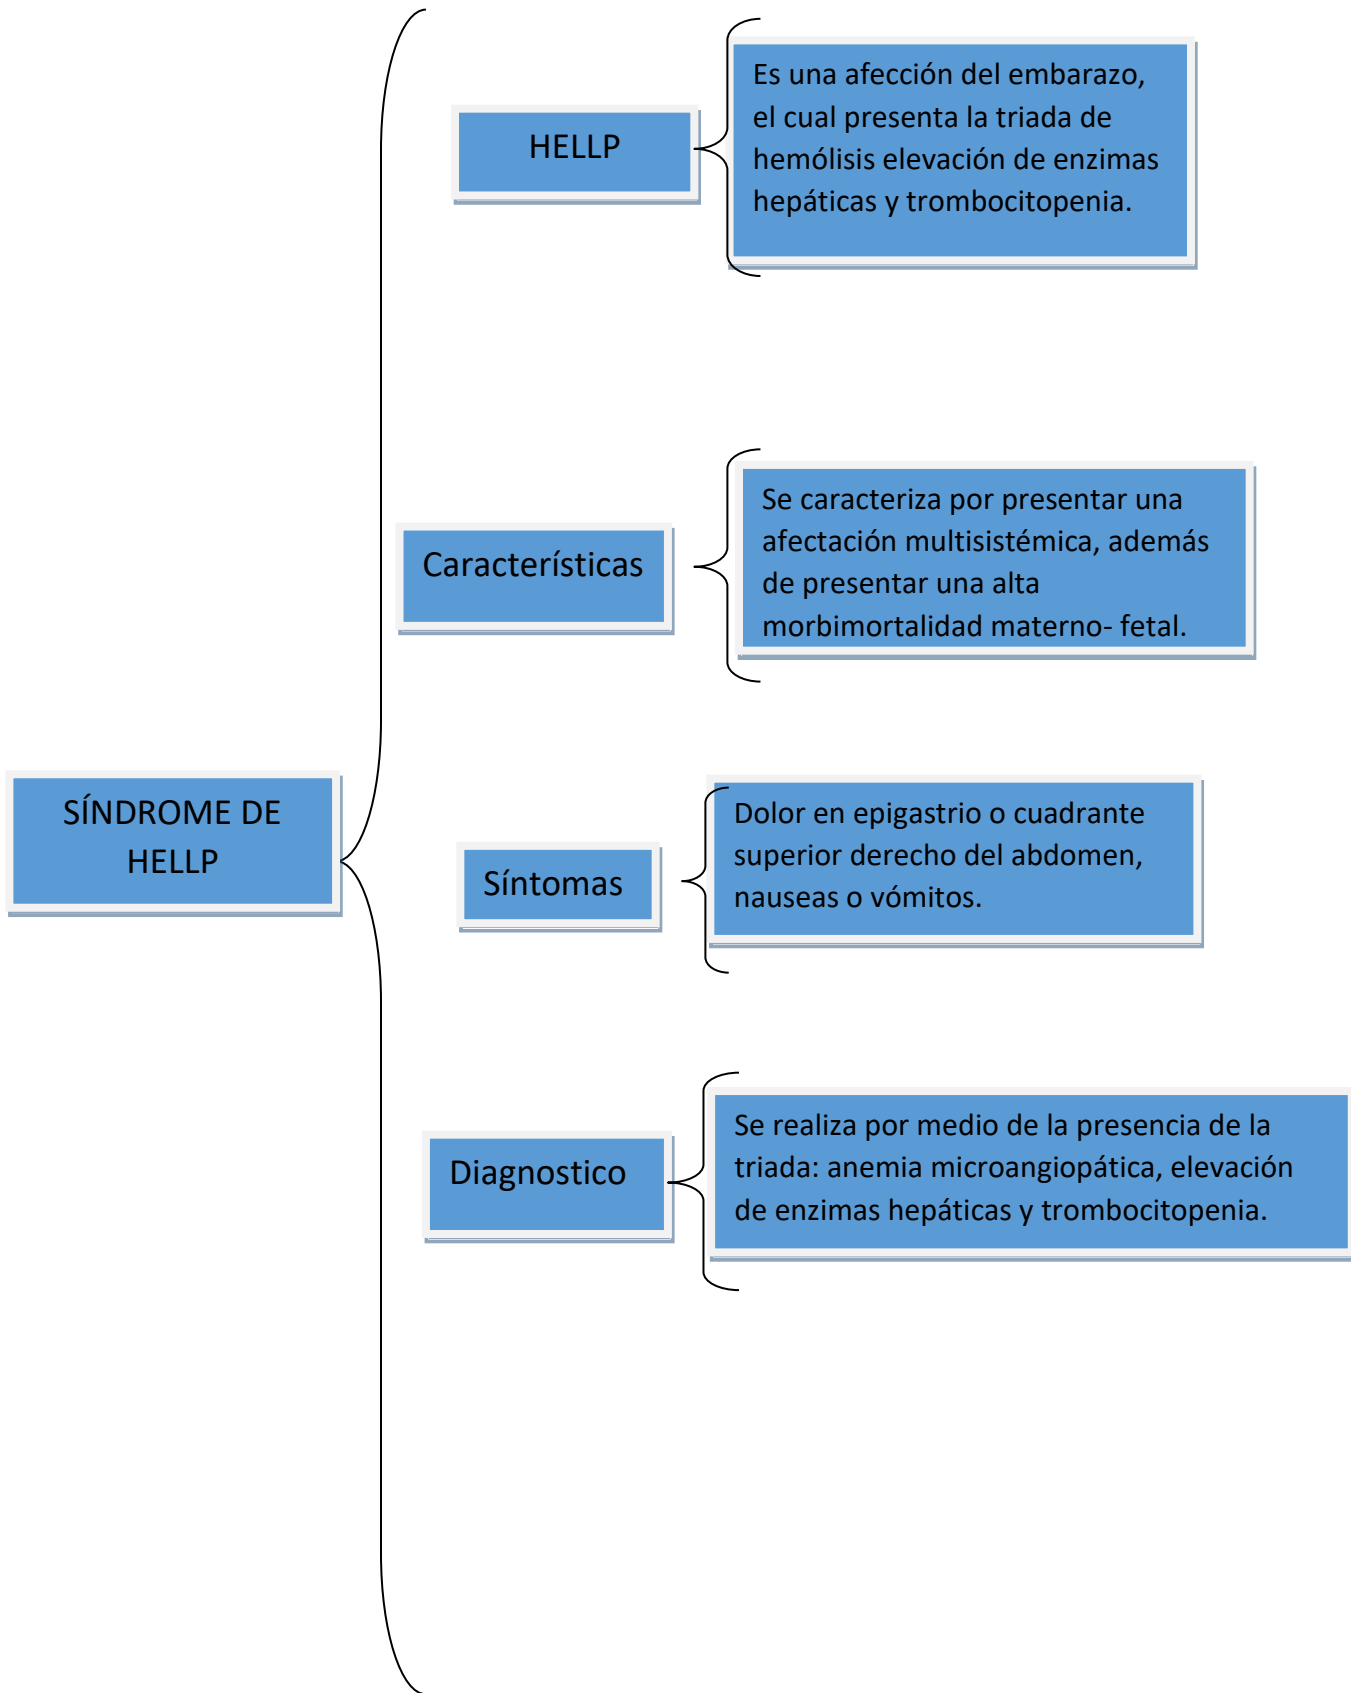 HELLP
Es una afección del embarazo,
el cual presenta la triada de
hemólisis elevación de enzimas
hepáticas y trombocitopenia.
Características
Se caracteriza por presentar una
afectación multisistémica, además
de presentar una alta
morbimortalidad materno- fetal.
SÍNDROME DE
HELLP
Síntomas
Dolor en epigastrio o cuadrante
superior derecho del abdomen,
nauseas o vómitos.
Diagnostico
Se realiza por medio de la presencia de la
triada: anemia microangiopática, elevación
de enzimas hepáticas y trombocitopenia.